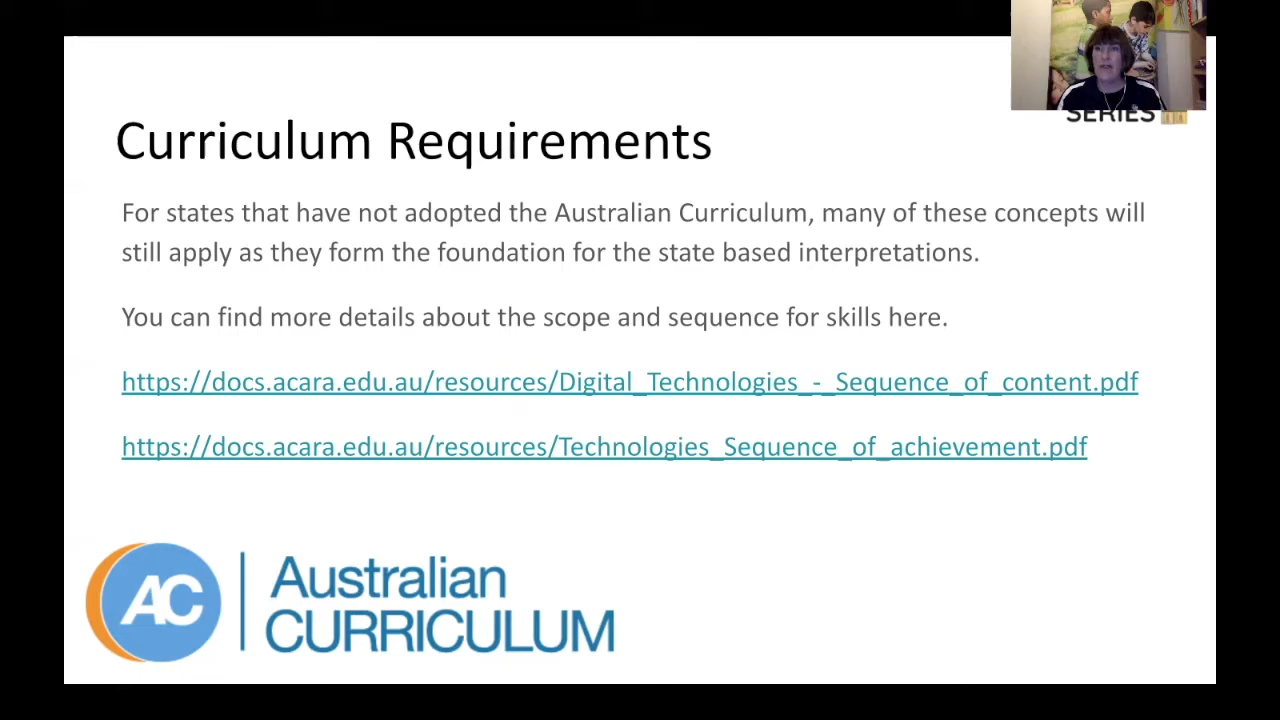 SERIES
Curriculum Requirements
For states that have not adopted the Australian Curriculum, many of these concepts will
still apply as they form the foundation for the state based interpretations.
You can find more details about the scope and sequence for skills here.
https://docs.acara.edu.au/resources/Digital_Technologies_-_Sequence_of_content.pdf
https://docs.acara.edu.au/resources/Technologies_Sequence_of_achievement.pdf
AC
Australian
CURRICULUM